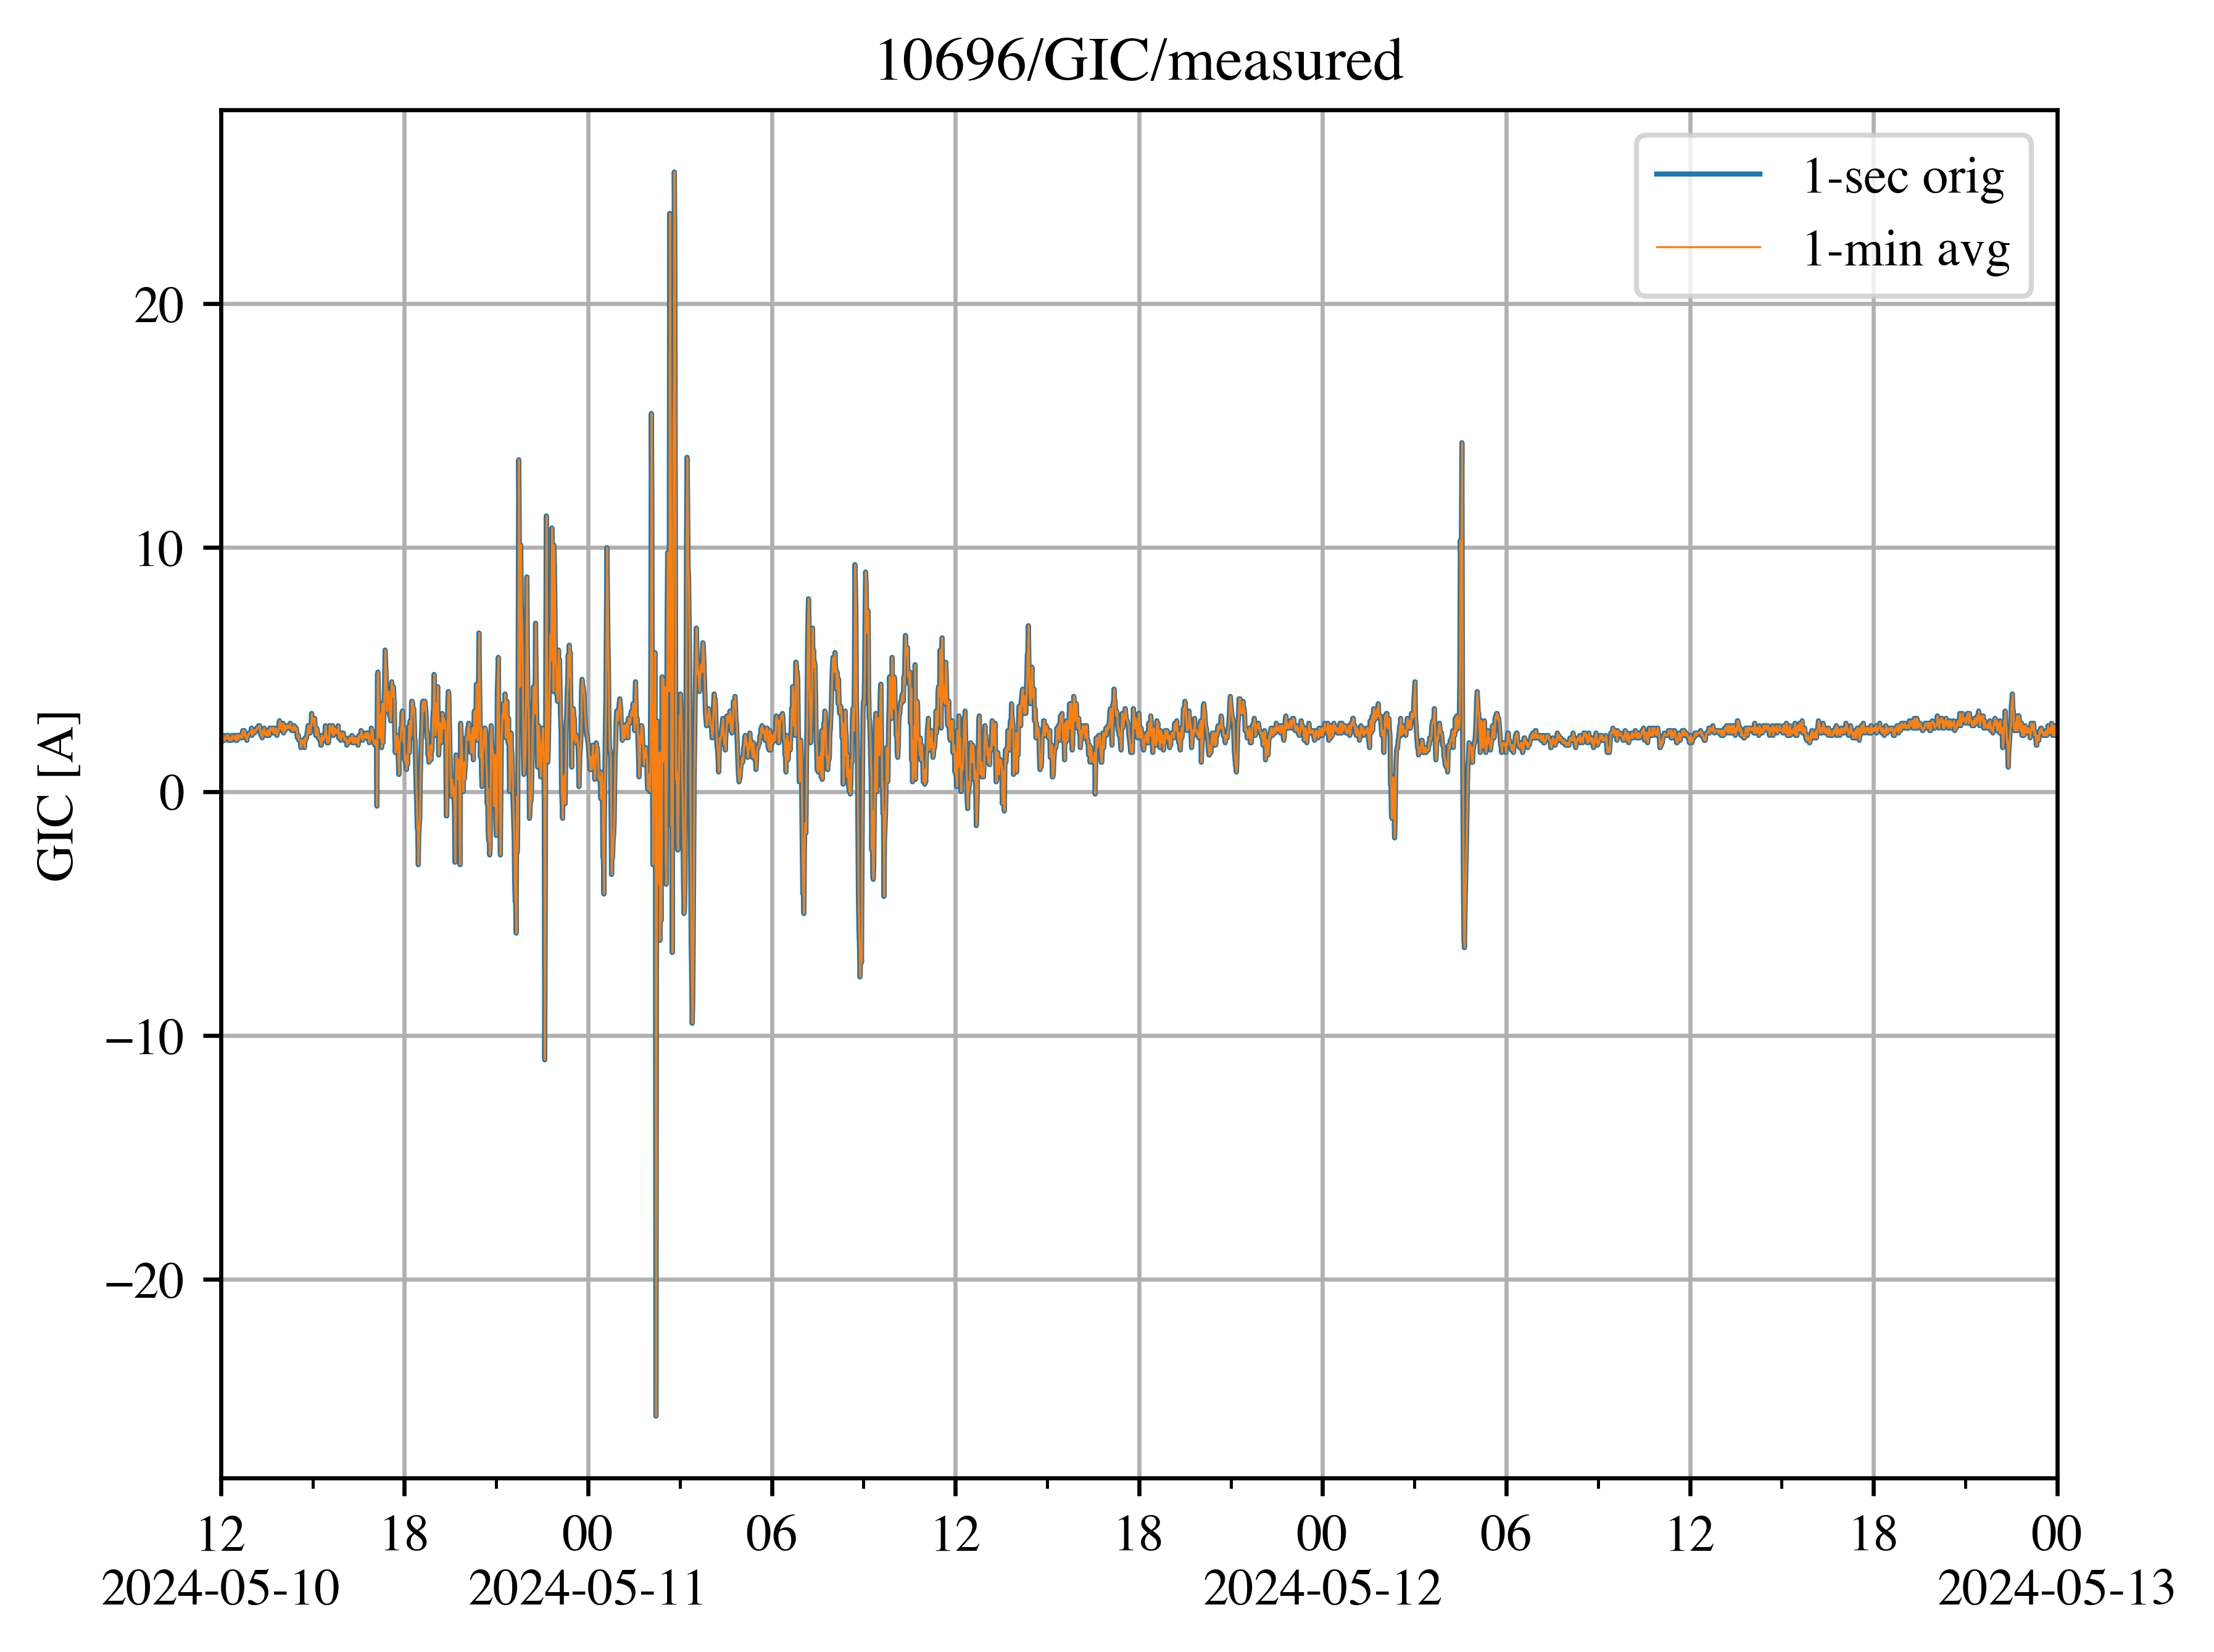 10696/GIC/measured
1-sec orig
1-min avg
20
10
0
−10
−20
GIC [A]
12 18 00 06 12 18 00 06 12 18 00
2024-05-10 2024-05-11 2024-05-12 2024-05-13